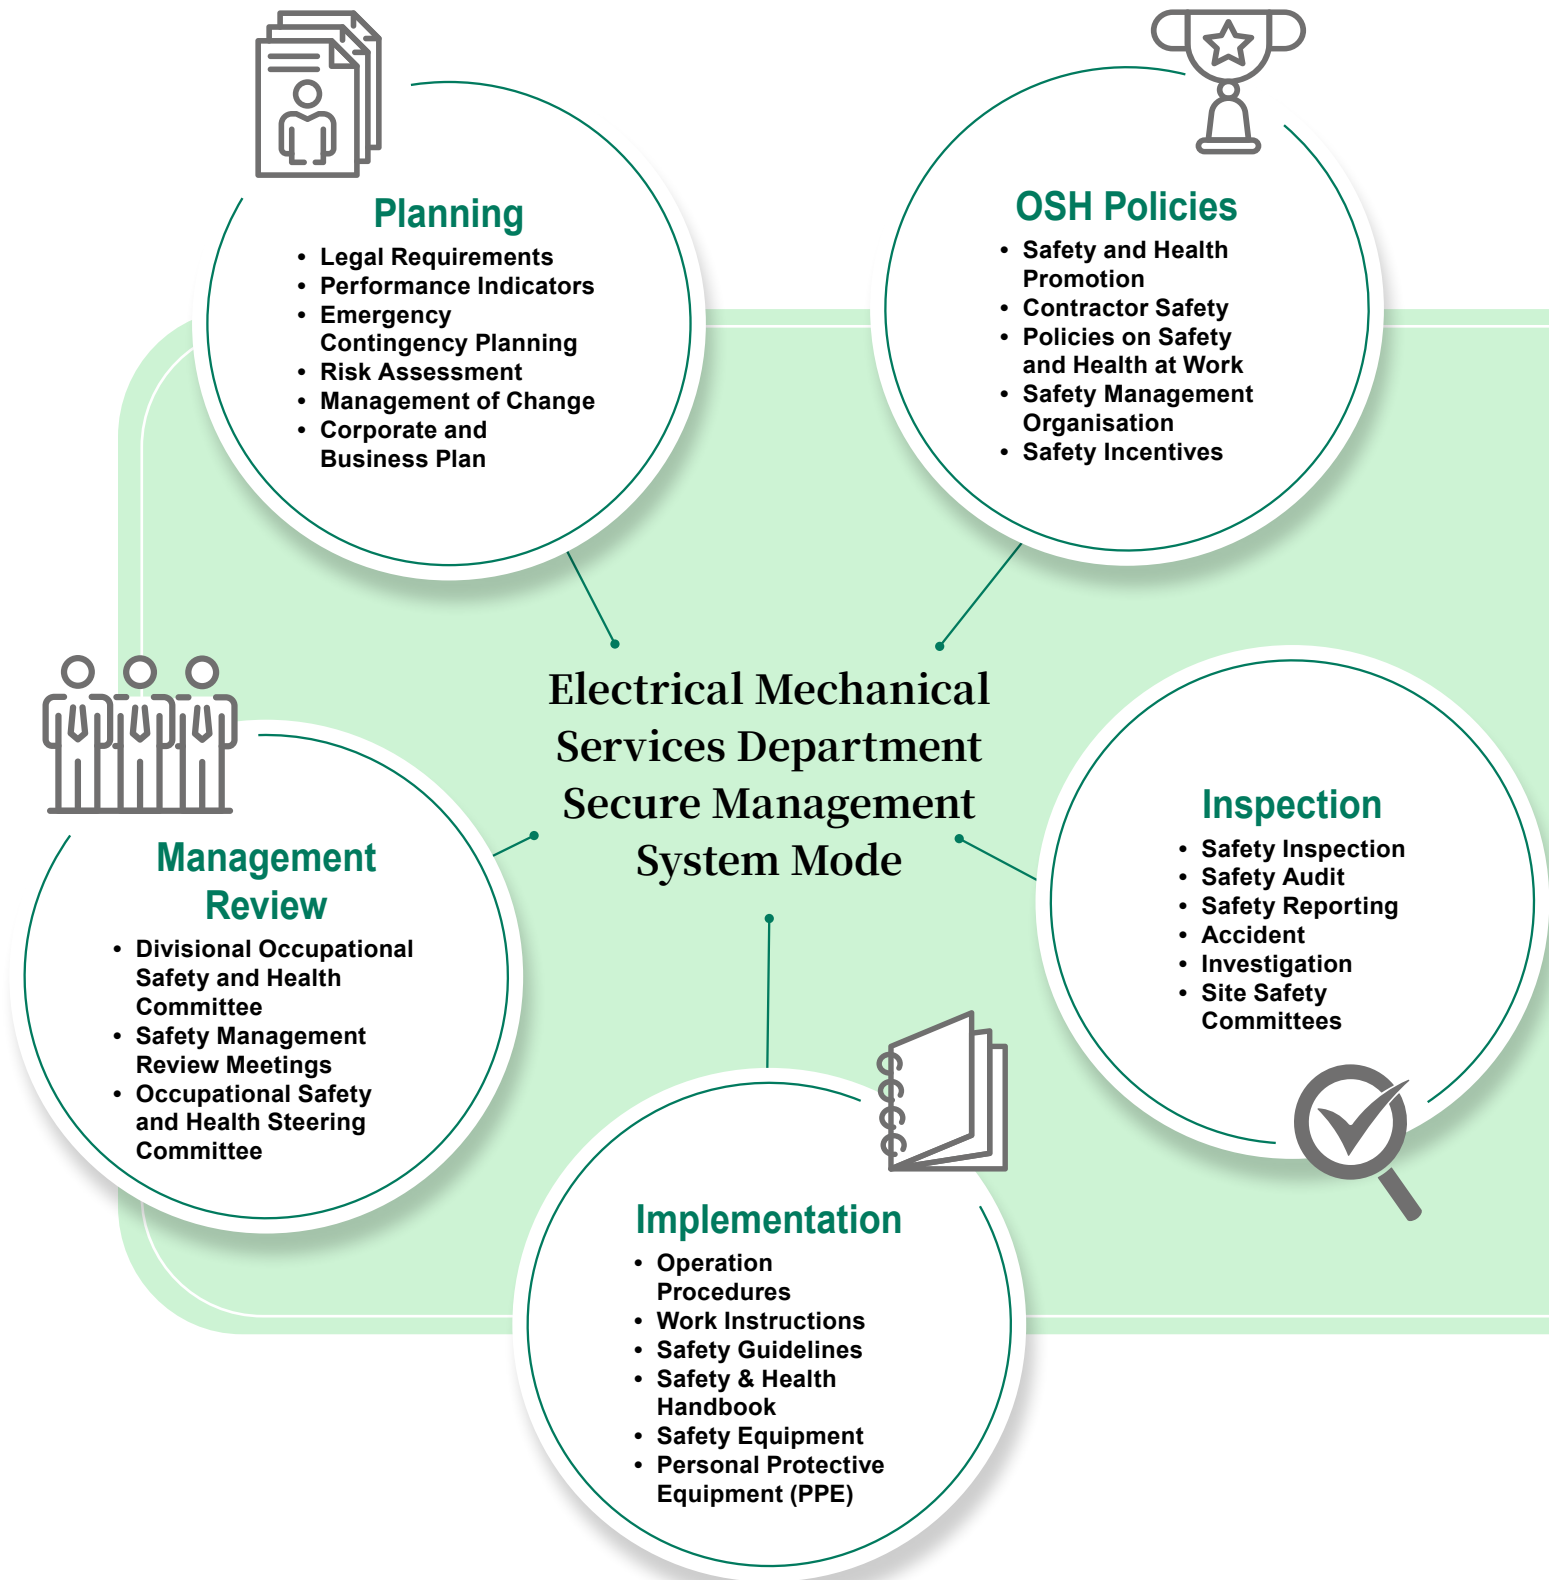 Planning
• Legal Requirements
• Performance Indicators
• Emergency
Contingency Planning
• Risk Assessment
• Management of Change
• Corporate and
Business Plan
OSH Policies
• Safety and Health
Promotion
• Contractor Safety
• Policies on Safety
and Health at Work
• Safety Management
Organisation
• Safety Incentives
Electrical Mechanical
Services Department
Secure Management
System Mode
Management
Review
• Divisional Occupational
Safety and Health
Committee
• Safety Management
Review Meetings
• Occupational Safety
and Health Steering
Committee
Inspection
• Safety Inspection
• Safety Audit
• Safety Reporting
• Accident
• Investigation
• Site Safety
Committees
Implementation
• Operation
Procedures
• Work Instructions
• Safety Guidelines
• Safety & Health
Handbook
• Safety Equipment
• Personal Protective
Equipment (PPE)